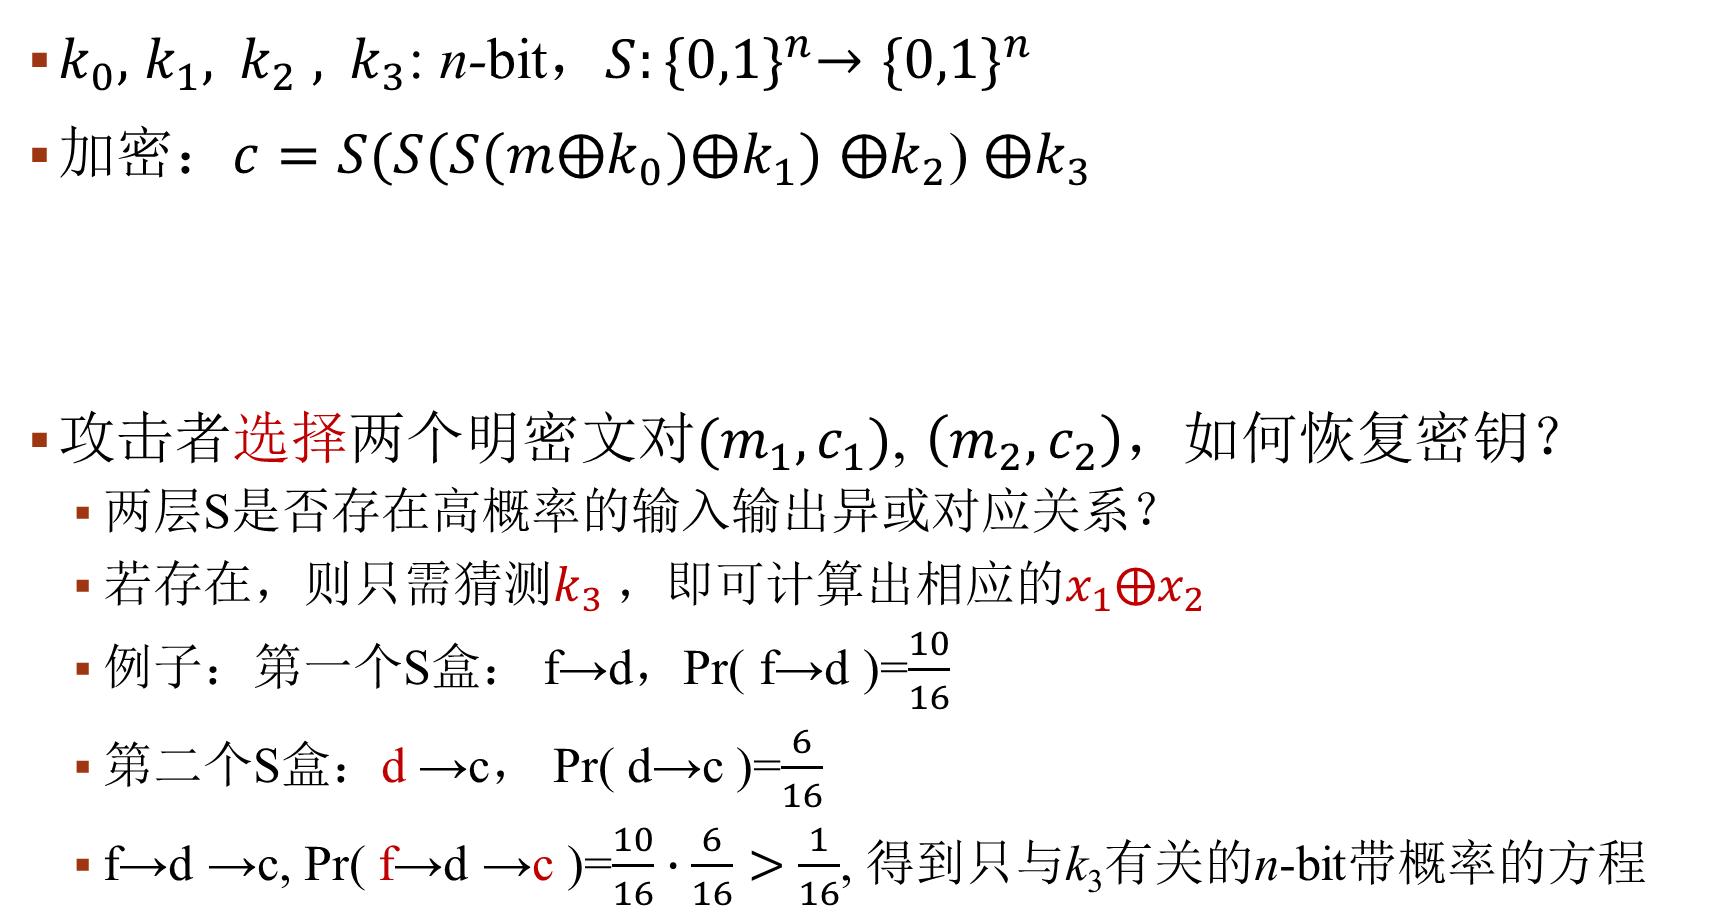 ▪ k₀, k₁, k₂ , k₃: n-bit，S: {0,1}ⁿ→ {0,1}ⁿ
▪ 加密：c = S(S(S(m⊕k₀)⊕k₁) ⊕k₂) ⊕k₃
▪ 攻击者选择两个明密文对(m₁, c₁), (m₂, c₂)，如何恢复密钥？
▪ 两层S是否存在高概率的输入输出异或对应关系？
▪ 若存在，则只需猜测k₃ ，即可计算出相应的x₁⊕x₂
▪ 例子：第一个S盒： f→d，Pr( f→d )=10/16
▪ 第二个S盒：d →c， Pr( d→c )=6/16
▪ f→d →c, Pr( f→d →c )=10/16 · 6/16 > 1/16, 得到只与k₃有关的n-bit带概率的方程